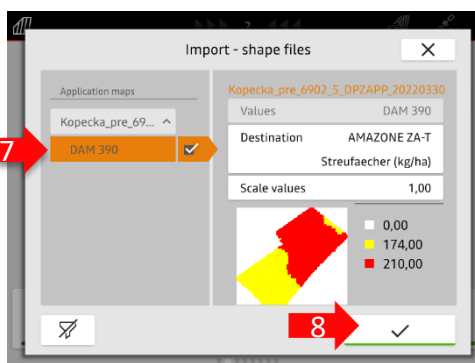 ?
Import - shape files
Application maps
Kopecka_pre_69...
7
DAM 390
Kopecka_pre_6902_5_DPZAPP_20220330
Values DAM 390
Destination AMAZONE ZA-T
Streufaecher (kg/ha)
Scale values 1,00
0,00
174,00
210,00
8